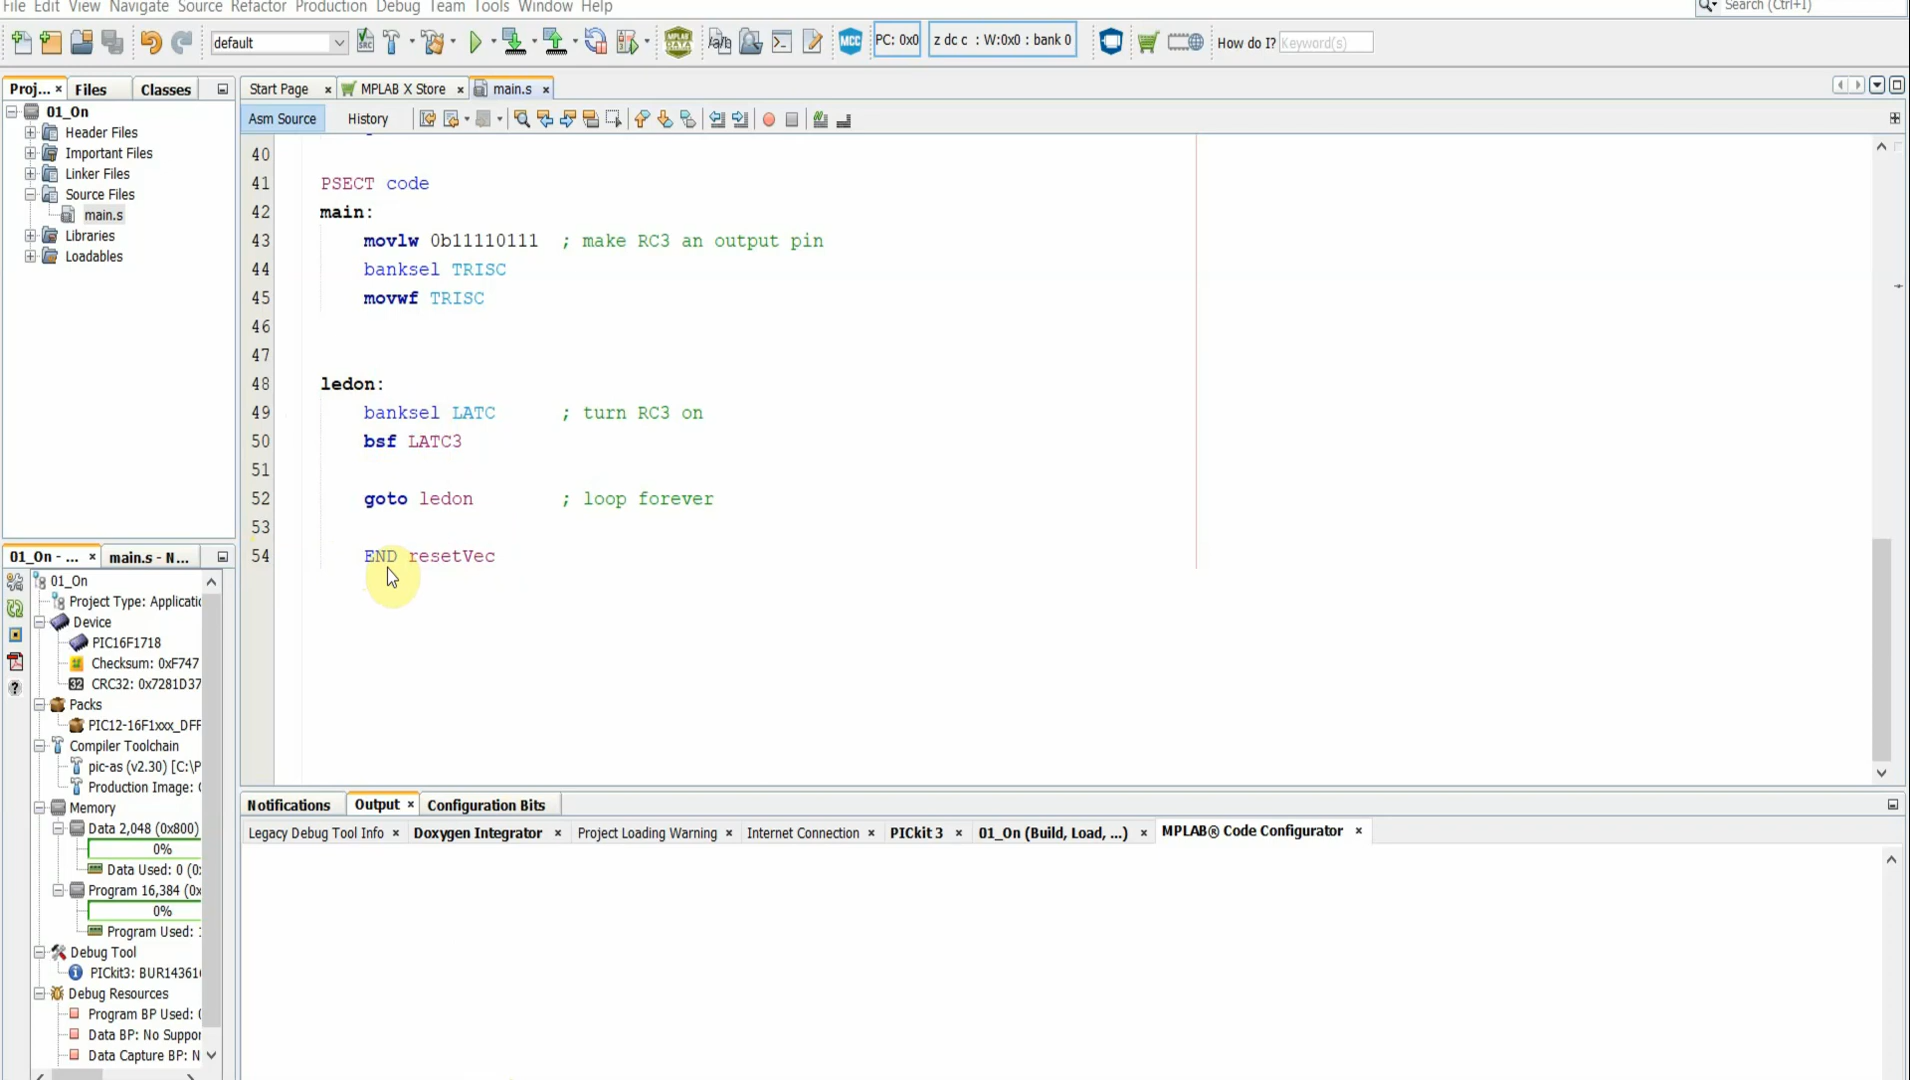 File Edit View Navigate Source Refactor Production Debug Team Tools Window Help
Search (Ctrl+I)
default
PC: 0x0
z dc c : W:0x0 : bank 0
How do I? Keyword(s)
Proj... × Files Classes
Start Page × MPLAB X Store × main.s ×
01_On
Header Files
Important Files
Linker Files
Source Files
main.s
Libraries
Loadables
Asm Source History
40
41 PSECT code
42 main:
43 movlw 0b11110111 ; make RC3 an output pin
44 banksel TRISC
45 movwf TRISC
46
47
48 ledon:
49 banksel LATC ; turn RC3 on
50 bsf LATC3
51
52 goto ledon ; loop forever
53
54 END resetVec
01_On - ... × main.s - N...
01_On
Project Type: Applicati
Device
PIC16F1718
Checksum: 0xF747
CRC32: 0x7281D37
Packs
PIC12-16F1xxx_DFF
Compiler Toolchain
pic-as (v2.30) [C:\P
Production Image: (
Memory
Data 2,048 (0x800)
0%
Data Used: 0 (0x
Program 16,384 (0x
0%
Program Used:
Debug Tool
PICkit3: BUR14361
Debug Resources
Program BP Used: (
Data BP: No Suppor
Data Capture BP: N
Notifications Output × Configuration Bits
Legacy Debug Tool Info × Doxygen Integrator × Project Loading Warning × Internet Connection × PICkit 3 × 01_On (Build, Load, ...) × MPLAB® Code Configurator ×